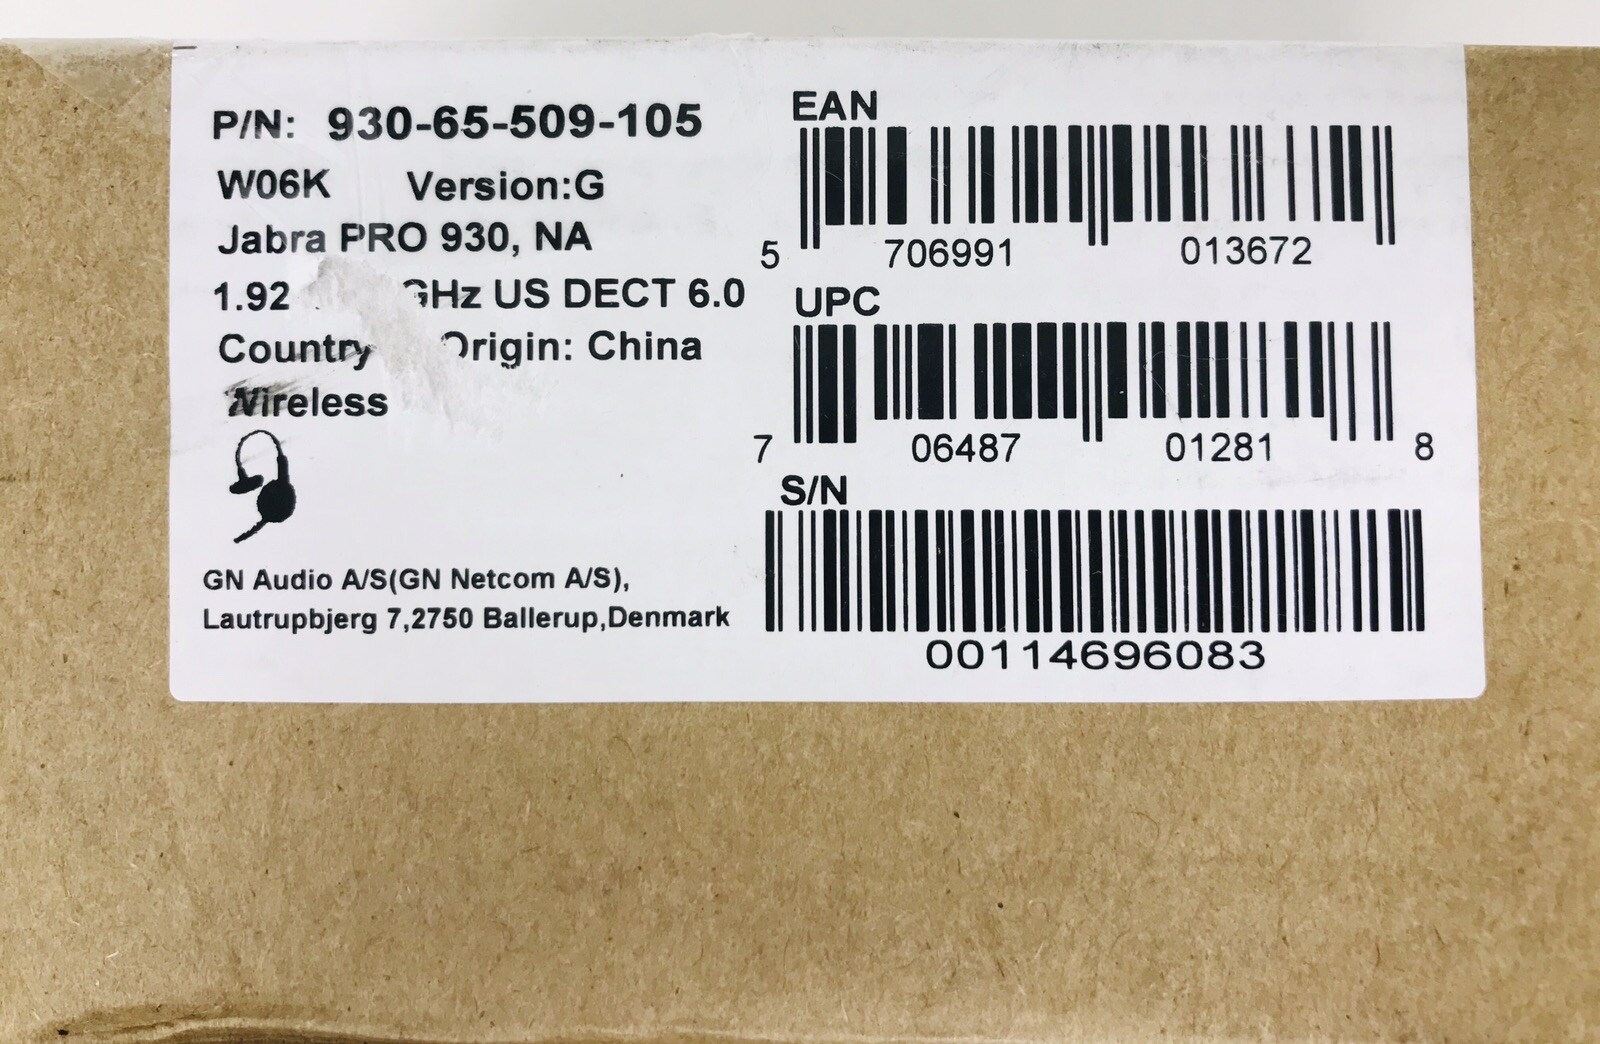 P/N: 930-65-509-105
W06K Version:G
Jabra PRO 930, NA
1.92 GHz US DECT 6.0
Country Origin: China
Wireless
GN Audio A/S(GN Netcom A/S),
Lautrupbjerg 7,2750 Ballerup,Denmark
EAN
5 706991 013672
UPC
7 06487 01281 8
S/N
00114696083